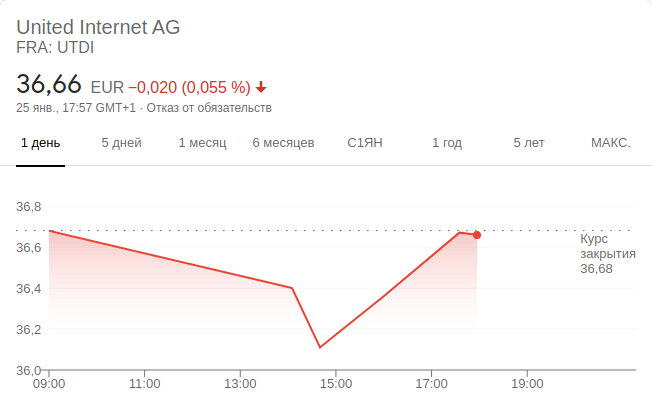 United Internet AG
FRA: UTDI
36,66 EUR −0,020 (0,055 %)
25 янв., 17:57 GMT+1 · Отказ от обязательств
1 день 5 дней 1 месяц 6 месяцев С1ЯН 1 год 5 лет МАКС.
36,8
Курс
36,6
закрытия
36,68
36,4
36,2
36,0
09:00 11:00 13:00 15:00 17:00 19:00